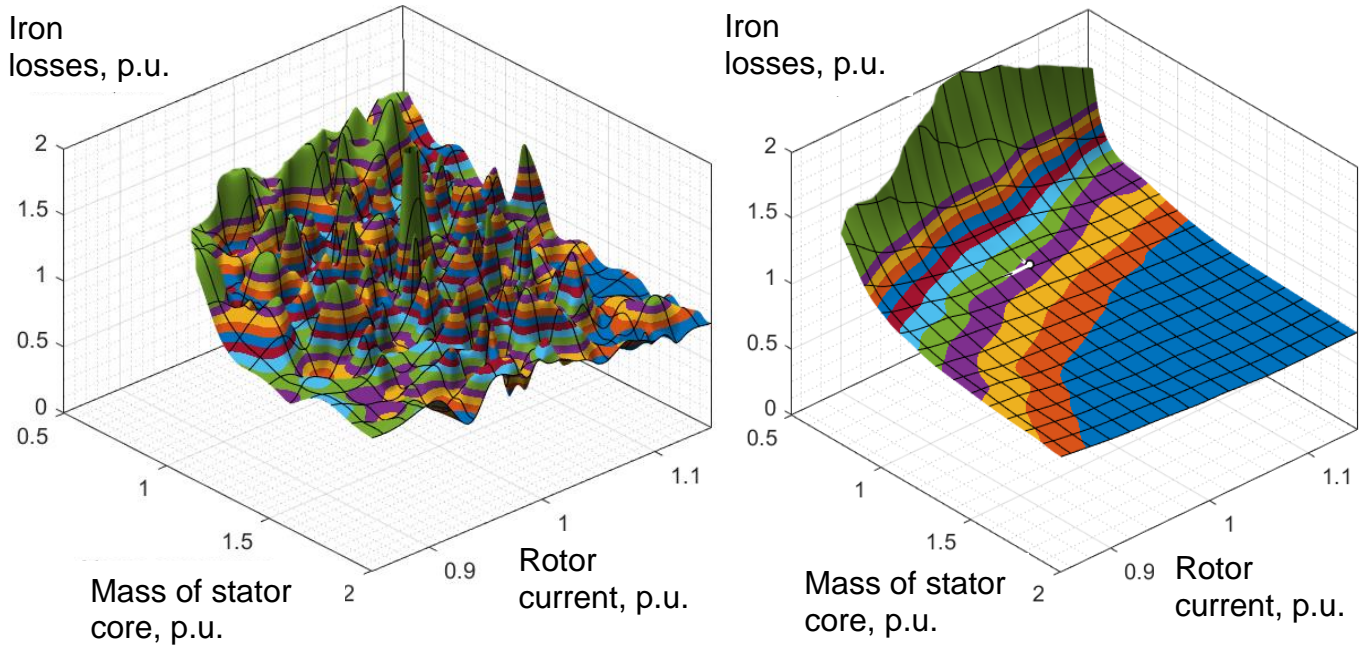 Iron
losses, p.u.
2
1.5
1
0.5
0
0.5
1
1.5
2
0.9
1
1.1
Mass of stator
core, p.u.
Rotor
current, p.u.
Iron
losses, p.u.
2
1.5
1
0.5
0
0.5
1
1.5
2
0.9
1
1.1
Mass of stator
core, p.u.
Rotor
current, p.u.